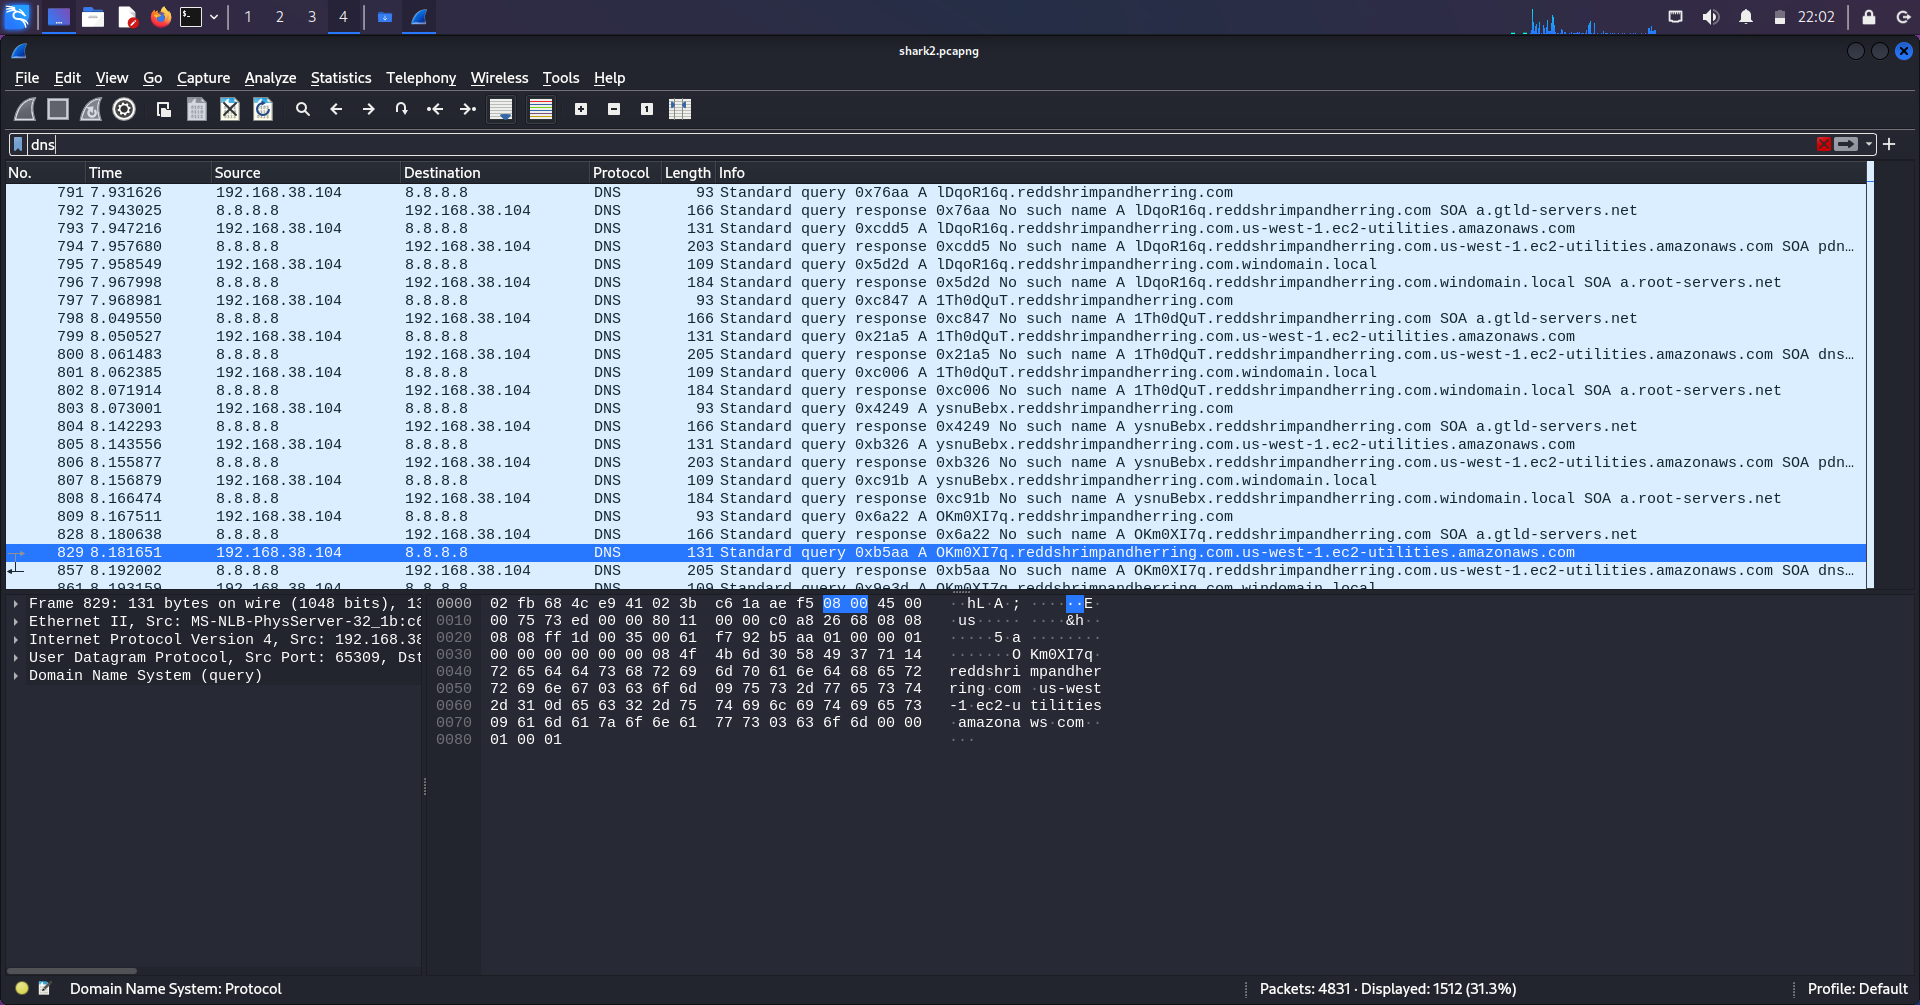 1 2 3 4 22:02
shark2.pcapng
File Edit View Go Capture Analyze Statistics Telephony Wireless Tools Help
dns
No. Time Source Destination Protocol Length Info
791 7.931626 192.168.38.104 8.8.8.8 DNS 93 Standard query 0x76aa A lDqoR16q.reddshrimpandherring.com
792 7.943025 8.8.8.8 192.168.38.104 DNS 166 Standard query response 0x76aa No such name A lDqoR16q.reddshrimpandherring.com SOA a.gtld-servers.net
793 7.947216 192.168.38.104 8.8.8.8 DNS 131 Standard query 0xcdd5 A lDqoR16q.reddshrimpandherring.com.us-west-1.ec2-utilities.amazonaws.com
794 7.957680 8.8.8.8 192.168.38.104 DNS 203 Standard query response 0xcdd5 No such name A lDqoR16q.reddshrimpandherring.com.us-west-1.ec2-utilities.amazonaws.com SOA pdn…
795 7.958549 192.168.38.104 8.8.8.8 DNS 109 Standard query 0x5d2d A lDqoR16q.reddshrimpandherring.com.windomain.local
796 7.967998 8.8.8.8 192.168.38.104 DNS 184 Standard query response 0x5d2d No such name A lDqoR16q.reddshrimpandherring.com.windomain.local SOA a.root-servers.net
797 7.968981 192.168.38.104 8.8.8.8 DNS 93 Standard query 0xc847 A 1Th0dQuT.reddshrimpandherring.com
798 8.049550 8.8.8.8 192.168.38.104 DNS 166 Standard query response 0xc847 No such name A 1Th0dQuT.reddshrimpandherring.com SOA a.gtld-servers.net
799 8.050527 192.168.38.104 8.8.8.8 DNS 131 Standard query 0x21a5 A 1Th0dQuT.reddshrimpandherring.com.us-west-1.ec2-utilities.amazonaws.com
800 8.061483 8.8.8.8 192.168.38.104 DNS 205 Standard query response 0x21a5 No such name A 1Th0dQuT.reddshrimpandherring.com.us-west-1.ec2-utilities.amazonaws.com SOA dns…
801 8.062385 192.168.38.104 8.8.8.8 DNS 109 Standard query 0xc006 A 1Th0dQuT.reddshrimpandherring.com.windomain.local
802 8.071914 8.8.8.8 192.168.38.104 DNS 184 Standard query response 0xc006 No such name A 1Th0dQuT.reddshrimpandherring.com.windomain.local SOA a.root-servers.net
803 8.073001 192.168.38.104 8.8.8.8 DNS 93 Standard query 0x4249 A ysnuBebx.reddshrimpandherring.com
804 8.142293 8.8.8.8 192.168.38.104 DNS 166 Standard query response 0x4249 No such name A ysnuBebx.reddshrimpandherring.com SOA a.gtld-servers.net
805 8.143556 192.168.38.104 8.8.8.8 DNS 131 Standard query 0xb326 A ysnuBebx.reddshrimpandherring.com.us-west-1.ec2-utilities.amazonaws.com
806 8.155877 8.8.8.8 192.168.38.104 DNS 203 Standard query response 0xb326 No such name A ysnuBebx.reddshrimpandherring.com.us-west-1.ec2-utilities.amazonaws.com SOA pdn…
807 8.156879 192.168.38.104 8.8.8.8 DNS 109 Standard query 0xc91b A ysnuBebx.reddshrimpandherring.com.windomain.local
808 8.166474 8.8.8.8 192.168.38.104 DNS 184 Standard query response 0xc91b No such name A ysnuBebx.reddshrimpandherring.com.windomain.local SOA a.root-servers.net
809 8.167511 192.168.38.104 8.8.8.8 DNS 93 Standard query 0x6a22 A OKm0XI7q.reddshrimpandherring.com
828 8.180638 8.8.8.8 192.168.38.104 DNS 166 Standard query response 0x6a22 No such name A OKm0XI7q.reddshrimpandherring.com SOA a.gtld-servers.net
829 8.181651 192.168.38.104 8.8.8.8 DNS 131 Standard query 0xb5aa A OKm0XI7q.reddshrimpandherring.com.us-west-1.ec2-utilities.amazonaws.com
857 8.192002 8.8.8.8 192.168.38.104 DNS 205 Standard query response 0xb5aa No such name A OKm0XI7q.reddshrimpandherring.com.us-west-1.ec2-utilities.amazonaws.com SOA dns…
861 8.193159 192.168.38.104 8.8.8.8 DNS 109 Standard query 0x9e3d A OKm0XI7q.reddshrimpandherring.com.windomain.local
Frame 829: 131 bytes on wire (1048 bits), 13
Ethernet II, Src: MS-NLB-PhysServer-32_1b:c6
Internet Protocol Version 4, Src: 192.168.38
User Datagram Protocol, Src Port: 65309, Dst
Domain Name System (query)
0000 02 fb 68 4c e9 41 02 3b c6 1a ae f5 08 00 45 00 ··hL·A·; ······E·
0010 00 75 73 ed 00 00 80 11 00 00 c0 a8 26 68 08 08 ·us····· ····&h··
0020 08 08 ff 1d 00 35 00 61 f7 92 b5 aa 01 00 00 01 ·····5·a ········
0030 00 00 00 00 00 00 08 4f 4b 6d 30 58 49 37 71 14 ·······O Km0XI7q·
0040 72 65 64 64 73 68 72 69 6d 70 61 6e 64 68 65 72 reddshri mpandher
0050 72 69 6e 67 03 63 6f 6d 09 75 73 2d 77 65 73 74 ring·com ·us-west
0060 2d 31 0d 65 63 32 2d 75 74 69 6c 69 74 69 65 73 -1·ec2-u tilities
0070 09 61 6d 61 7a 6f 6e 61 77 73 03 63 6f 6d 00 00 ·amazona ws·com··
0080 01 00 01 ···
Domain Name System: Protocol Packets: 4831 · Displayed: 1512 (31.3%) Profile: Default